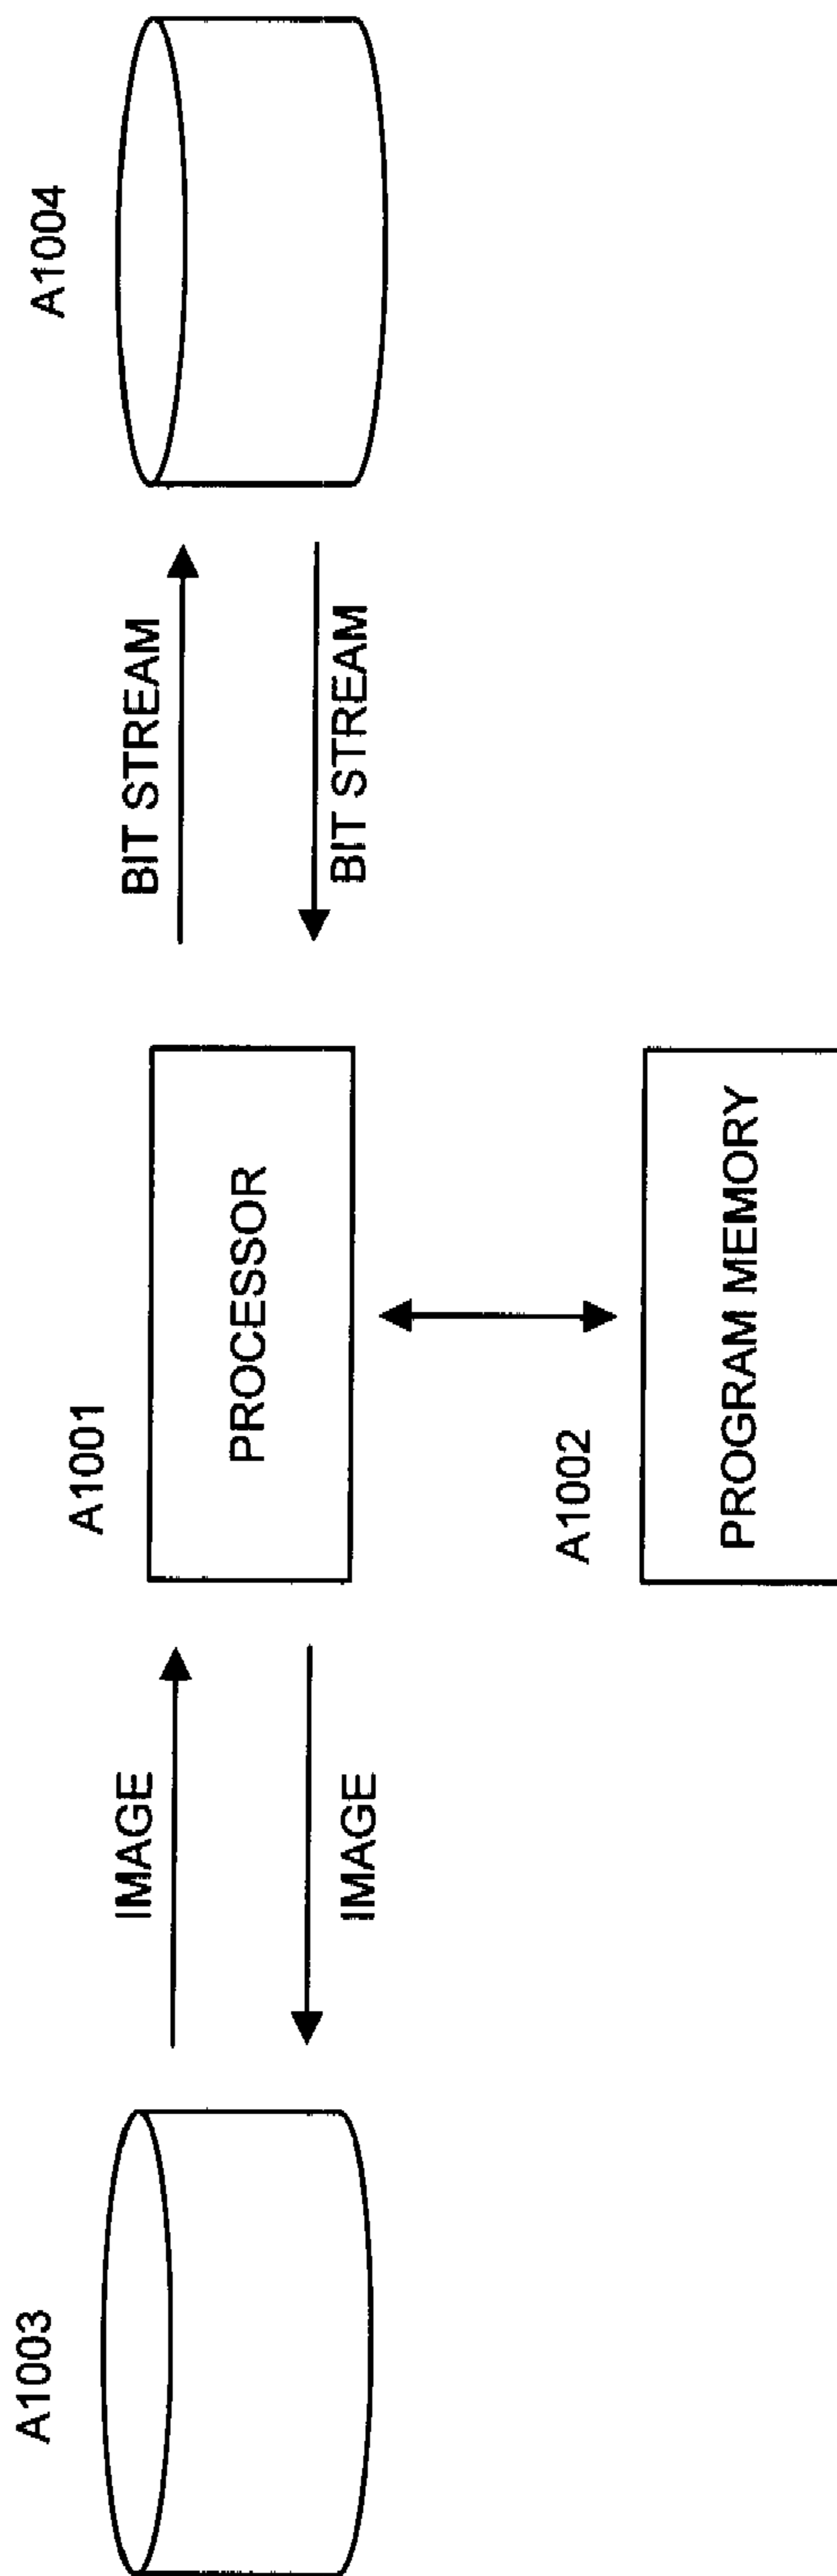 A1003
IMAGE
IMAGE
A1001
PROCESSOR
A1002
PROGRAM MEMORY
BIT STREAM
BIT STREAM
A1004